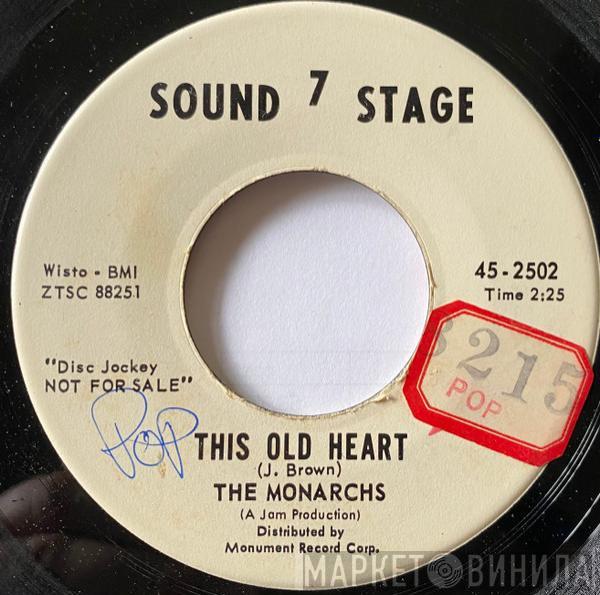 SOUND 7 STAGE
Wisto - BMI
ZTSC 88251
45-2502
Time 2:25
"Disc Jockey
NOT FOR SALE"
3215
POP
Pop
THIS OLD HEART
(J. Brown)
THE MONARCHS
(A Jam Production)
Distributed by
Monument Record Corp.
МАРКЕТ ВИНИЛА